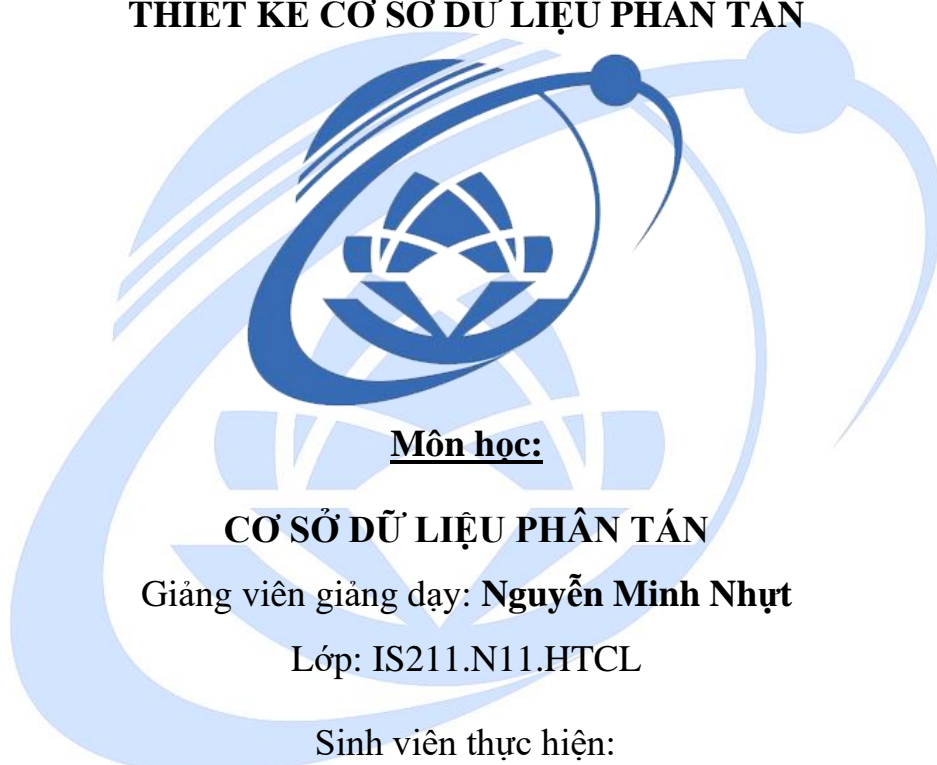 THIẾT KẾ CƠ SỞ DỮ LIỆU PHÂN TÁN
Môn học:
CƠ SỞ DỮ LIỆU PHÂN TÁN
Giảng viên giảng dạy: Nguyễn Minh Nhựt
Lớp: IS211.N11.HTCL
Sinh viên thực hiện: